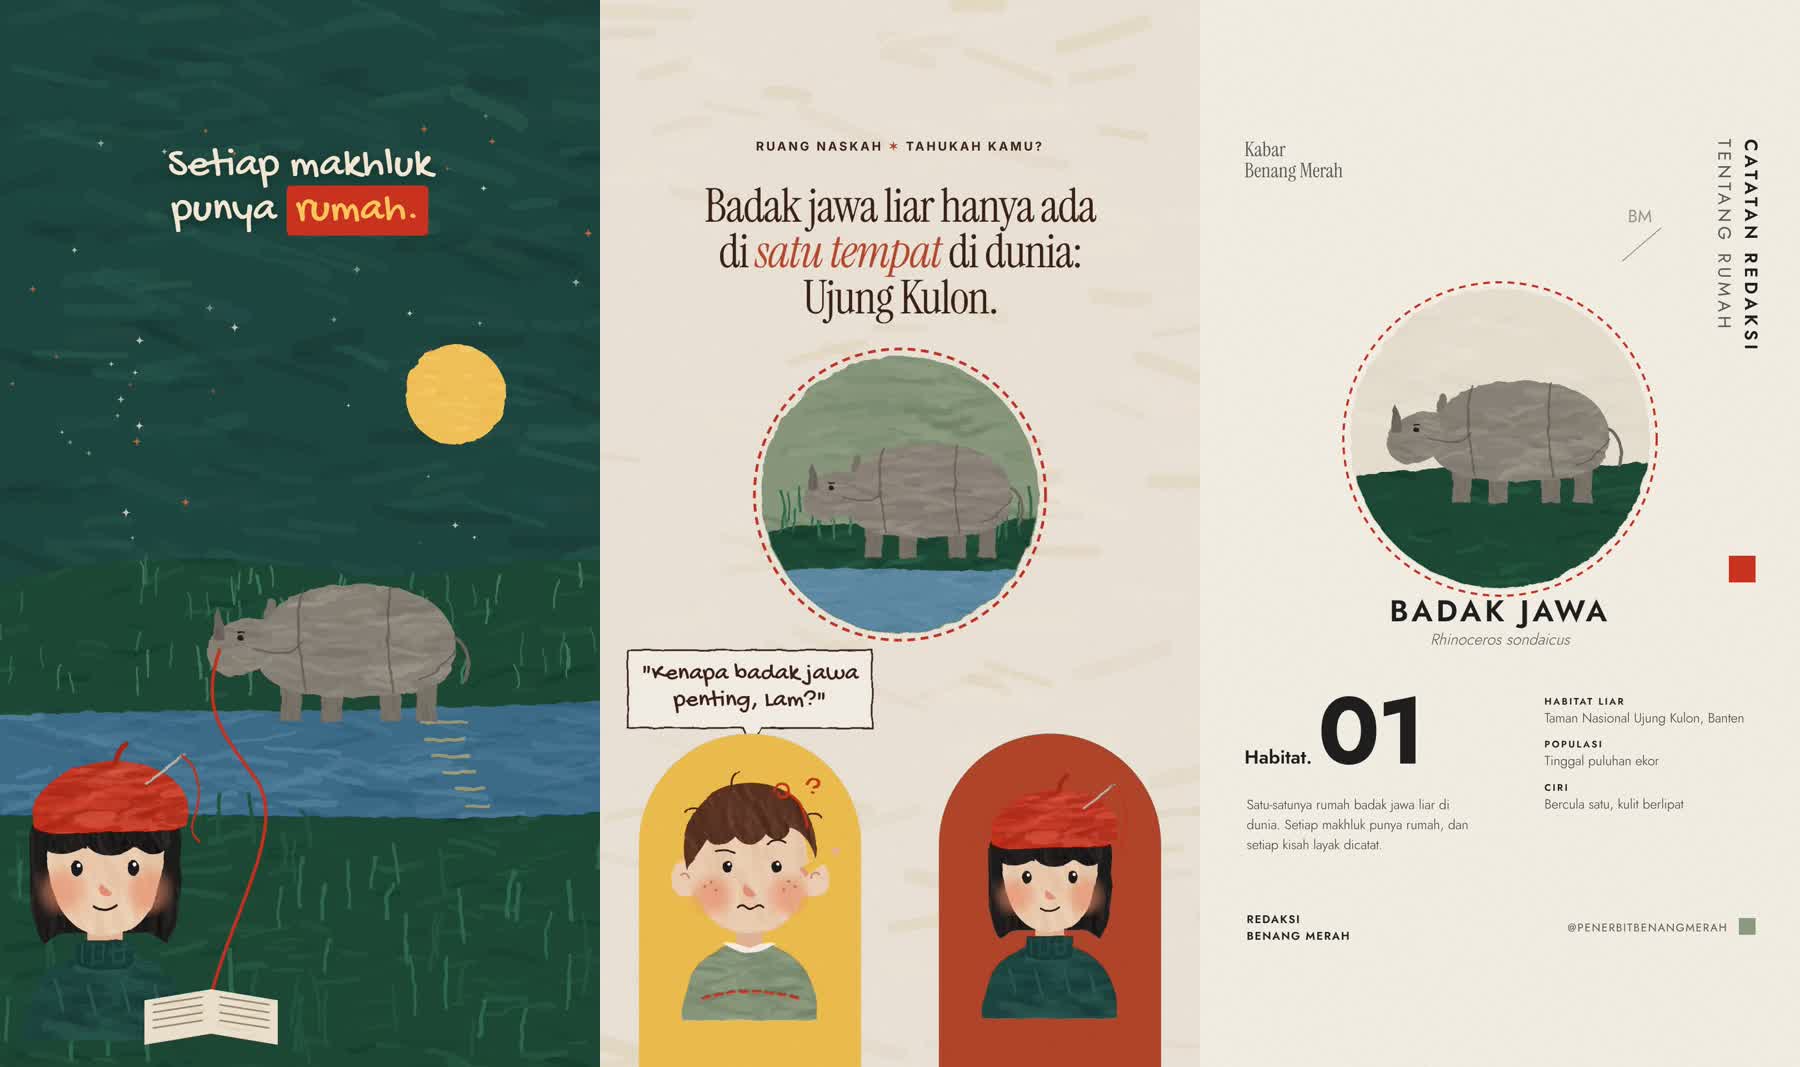 Setiap makhluk
punya rumah.
RUANG NASKAH ✶ TAHUKAH KAMU?
Badak jawa liar hanya ada
di satu tempat di dunia:
Ujung Kulon.
"Kenapa badak jawa
penting, Lam?"
?
Kabar
Benang Merah
CATATAN REDAKSI
TENTANG RUMAH
BM
BADAK JAWA
Rhinoceros sondaicus
Habitat. 01
Satu-satunya rumah badak jawa liar di
dunia. Setiap makhluk punya rumah, dan
setiap kisah layak dicatat.
HABITAT LIAR
Taman Nasional Ujung Kulon, Banten
POPULASI
Tinggal puluhan ekor
CIRI
Bercula satu, kulit berlipat
REDAKSI
BENANG MERAH
@PENERBITBENANGMERAH